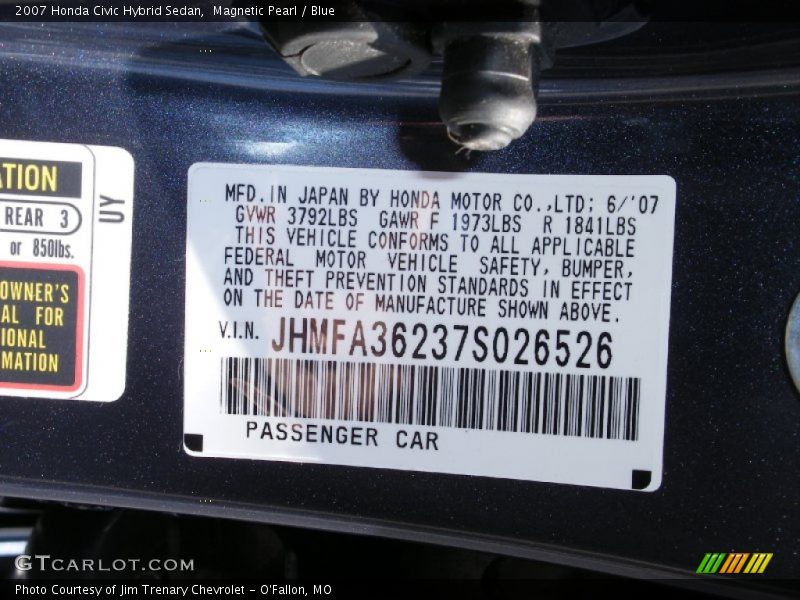 2007 Honda Civic Hybrid Sedan, Magnetic Pearl / Blue
TION
REAR 3
or 850lbs.
OWNER'S
AL FOR
IONAL
MATION
UY
MFD.IN JAPAN BY HONDA MOTOR CO.,LTD; 6/'07
GVWR 3792LBS GAWR F 1973LBS R 1841LBS
THIS VEHICLE CONFORMS TO ALL APPLICABLE
FEDERAL MOTOR VEHICLE SAFETY, BUMPER,
AND THEFT PREVENTION STANDARDS IN EFFECT
ON THE DATE OF MANUFACTURE SHOWN ABOVE.
V.I.N. JHMFA36237S026526
PASSENGER CAR
GTCARLOT.COM
Photo Courtesy of Jim Trenary Chevrolet - O'Fallon, MO